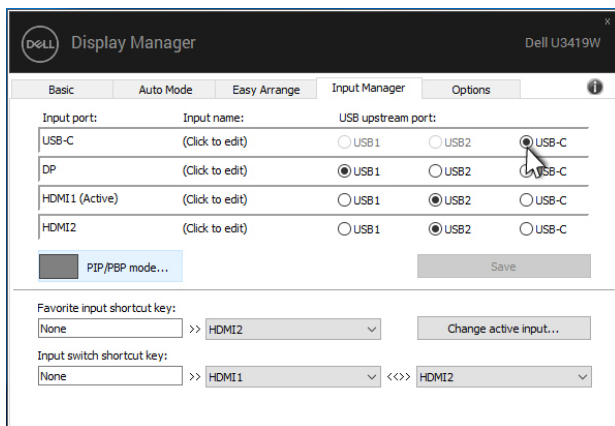 x
DELL Display Manager Dell U3419W
Basic Auto Mode Easy Arrange Input Manager Options i
Input port: Input name: USB upstream port:
USB-C (Click to edit) USB1 USB2 USB-C
DP (Click to edit) USB1 USB2 USB-C
HDMI1 (Active) (Click to edit) USB1 USB2 USB-C
HDMI2 (Click to edit) USB1 USB2 USB-C
PIP/PBP mode... Save
Favorite input shortcut key:
None >> HDMI2 Change active input...
Input switch shortcut key:
None >> HDMI1 <<>> HDMI2